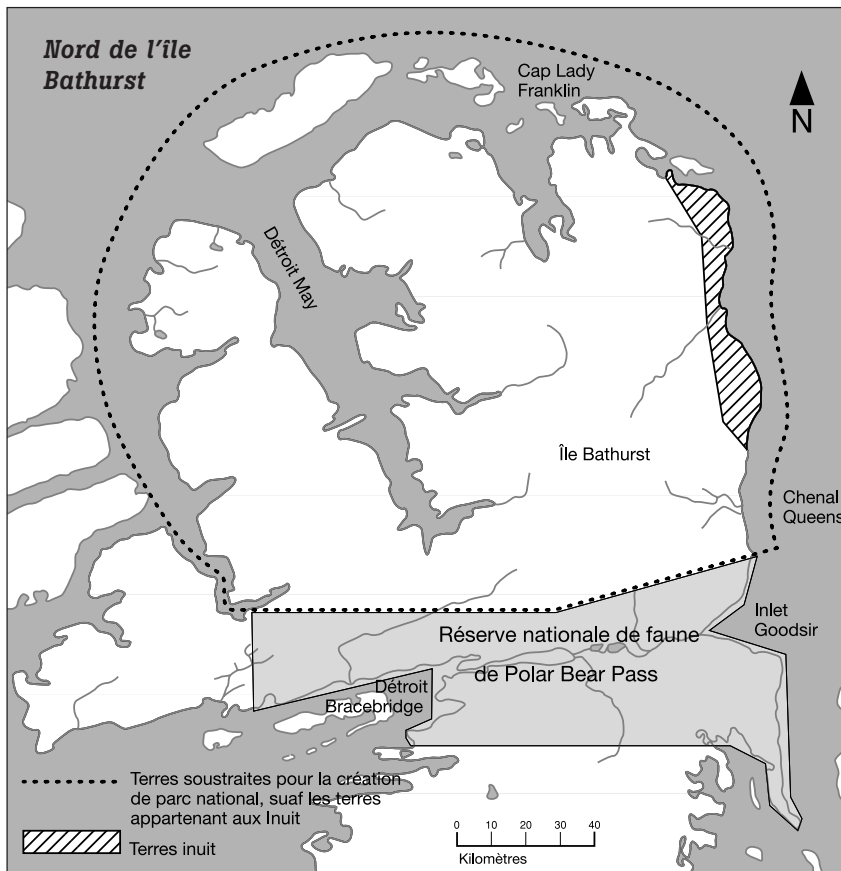 Nord de l'île
Bathurst
Cap Lady
Franklin
N
Détroit May
Île Bathurst
Chenal
Queens
Inlet
Goodsir
Réserve nationale de faune
de Polar Bear Pass
Détroit
Bracebridge
Terres soustraites pour la création
de parc national, suaf les terres
appartenant aux Inuit
Terres inuit
0 10 20 30 40
Kilomètres